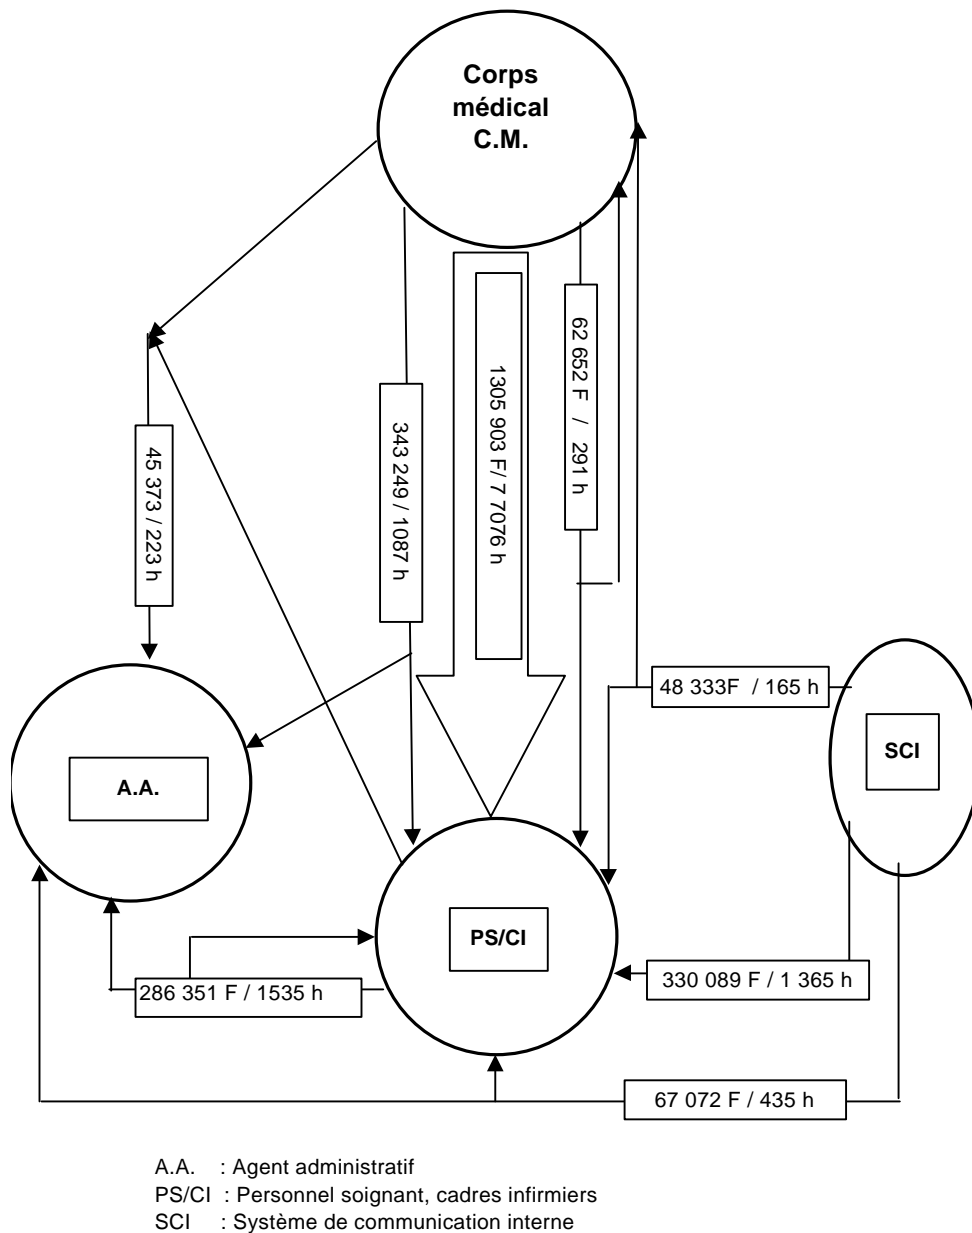 Corps
médical
C.M.
62 652 F / 291h
1305 903 F/ 7 7076 h
343 249 / 1087 h
45 373 / 223 h
48 333F / 165 h
SCI
A.A.
PS/CI
330 089 F / 1 365 h
286 351 F / 1535 h
67 072 F / 435 h
A.A. : Agent administratif
PS/CI : Personnel soignant, cadres infirmiers
SCI : Système de communication interne